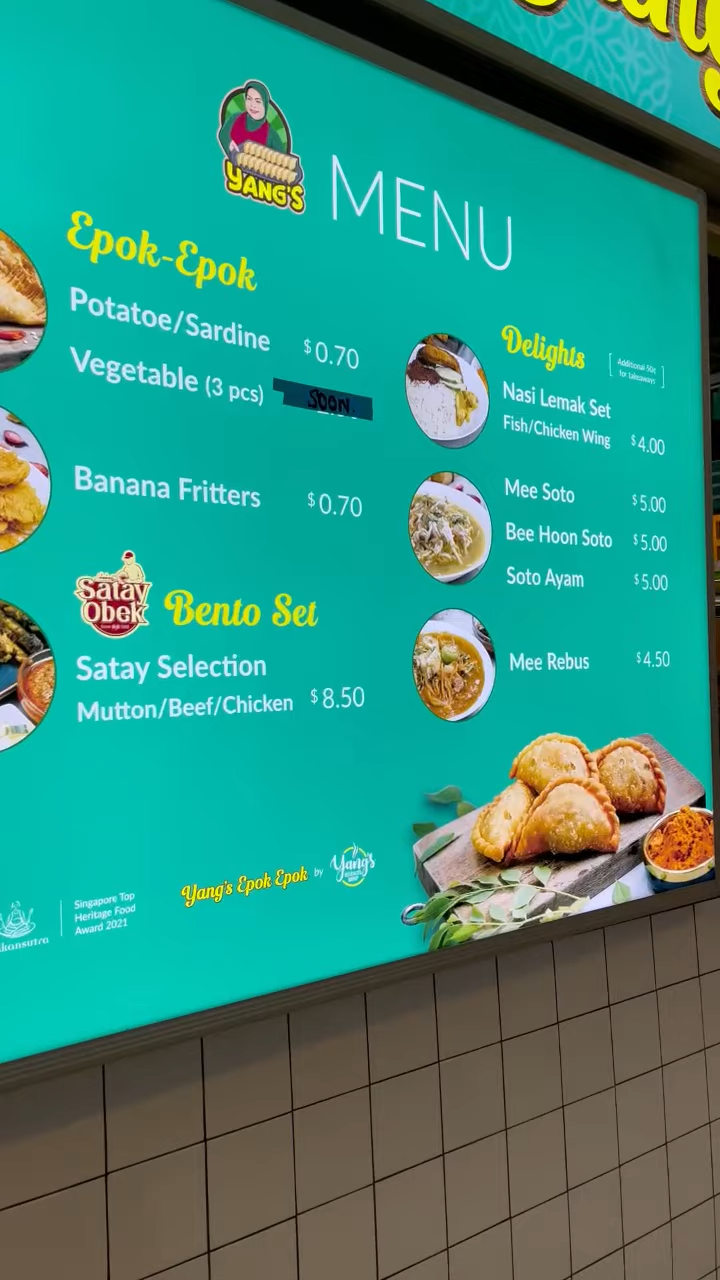 YANG'S
MENU
Epok-Epok
Potatoe/Sardine $0.70
Vegetable (3 pcs) SOON.
Banana Fritters $0.70
Satay
Obek
Bento Set
Satay Selection
Mutton/Beef/Chicken $8.50
Delights
[ Additional 50¢
for takeaways ]
Nasi Lemak Set
Fish/Chicken Wing $4.00
Mee Soto $5.00
Bee Hoon Soto $5.00
Soto Ayam $5.00
Mee Rebus $4.50
Singapore Top
Heritage Food
Award 2021
Yang's Epok Epok by Yang's